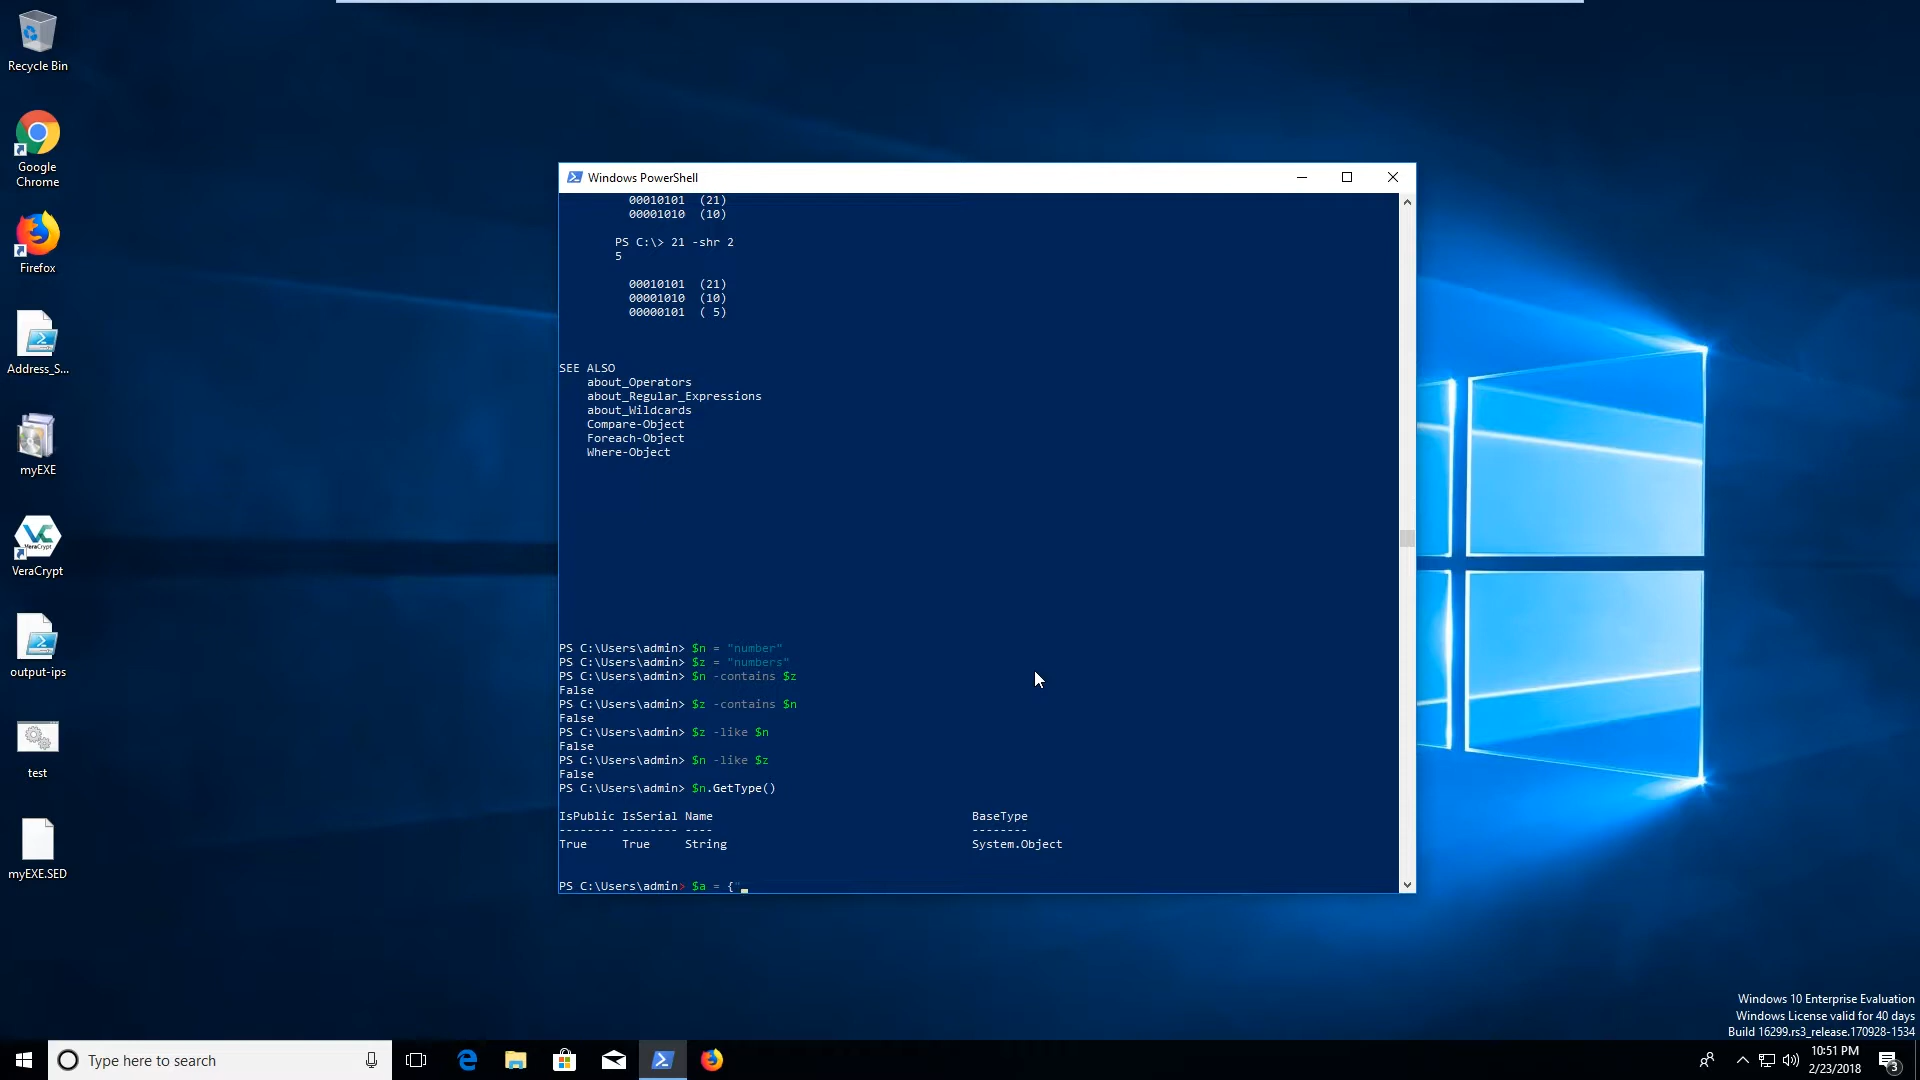 Recycle Bin
Google
Chrome
Firefox
Address_S...
myEXE
VeraCrypt
VeraCrypt
output-ips
test
myEXE.SED
Windows PowerShell
00010101  (21)
00001010  (10)
PS C:\> 21 -shr 2
5
00010101  (21)
00001010  (10)
00000101  ( 5)
SEE ALSO
about_Operators
about_Regular_Expressions
about_Wildcards
Compare-Object
Foreach-Object
Where-Object
PS C:\Users\admin> $n = "number"
PS C:\Users\admin> $z = "numbers"
PS C:\Users\admin> $n -contains $z
False
PS C:\Users\admin> $z -contains $n
False
PS C:\Users\admin> $z -like $n
False
PS C:\Users\admin> $n -like $z
False
PS C:\Users\admin> $n.GetType()
IsPublic IsSerial Name                                     BaseType
-------- -------- ----                                     --------
True     True     String                                   System.Object
PS C:\Users\admin> $a = {"
Windows 10 Enterprise Evaluation
Windows License valid for 40 days
Build 16299.rs3_release.170928-1534
Type here to search
10:51 PM
2/23/2018
3